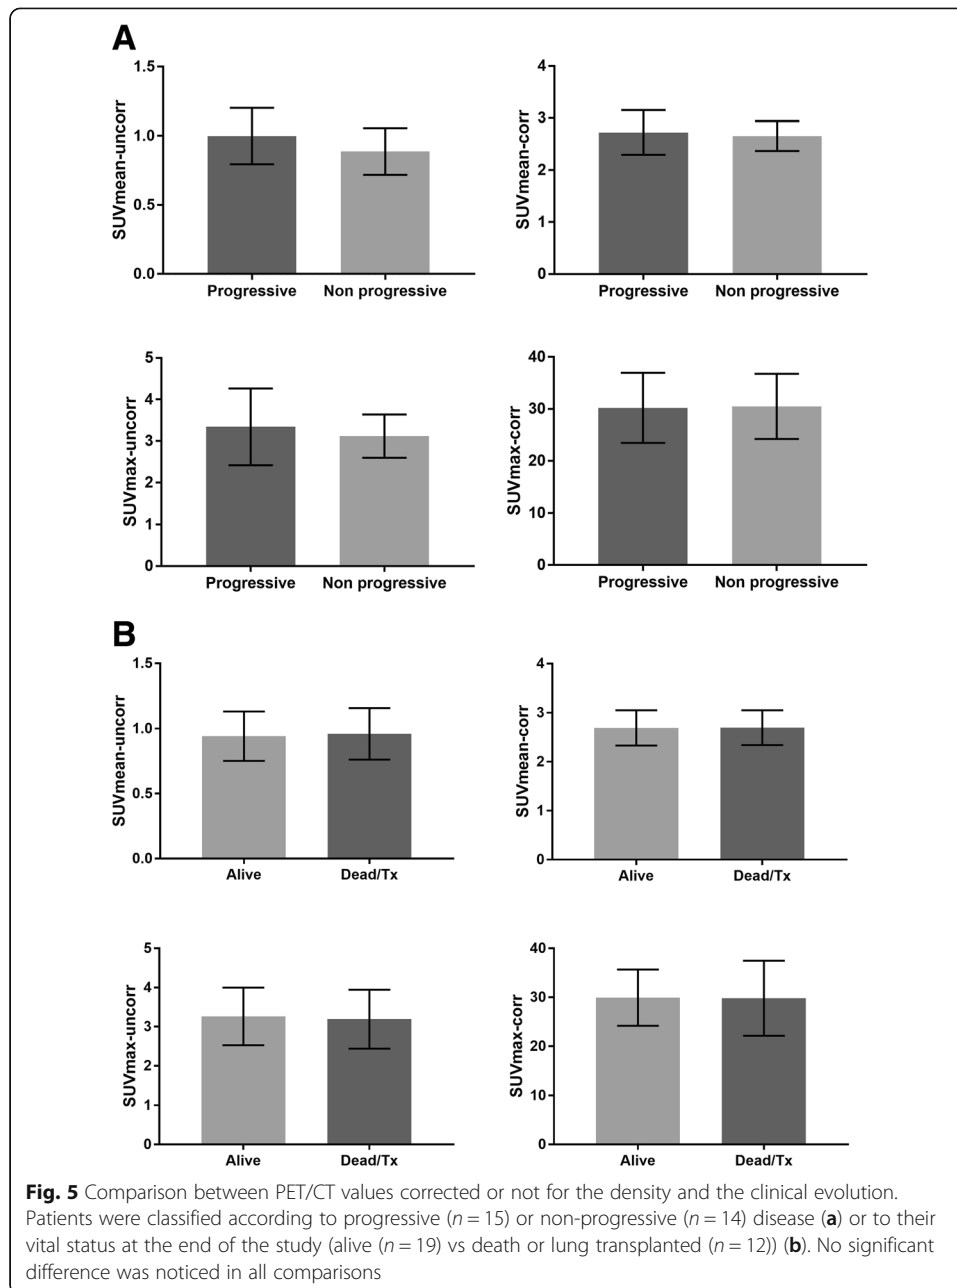 A
1.5
1.0
0.5
0.0
SUVmean-uncorr
Progressive Non progressive
4
3
2
1
0
SUVmean-corr
Progressive Non progressive
5
4
3
2
1
0
SUVmax-uncorr
Progressive Non progressive
40
30
20
10
0
SUVmax-corr
Progressive Non progressive
B
1.5
1.0
0.5
0.0
SUVmean-uncorr
Alive Dead/Tx
4
3
2
1
0
SUVmean-corr
Alive Dead/Tx
5
4
3
2
1
0
SUVmax-uncorr
Alive Dead/Tx
40
30
20
10
0
SUVmax-corr
Alive Dead/Tx
Fig. 5 Comparison between PET/CT values corrected or not for the density and the clinical evolution.
Patients were classified according to progressive (n = 15) or non-progressive (n = 14) disease (a) or to their
vital status at the end of the study (alive (n = 19) vs death or lung transplanted (n = 12)) (b). No significant
difference was noticed in all comparisons